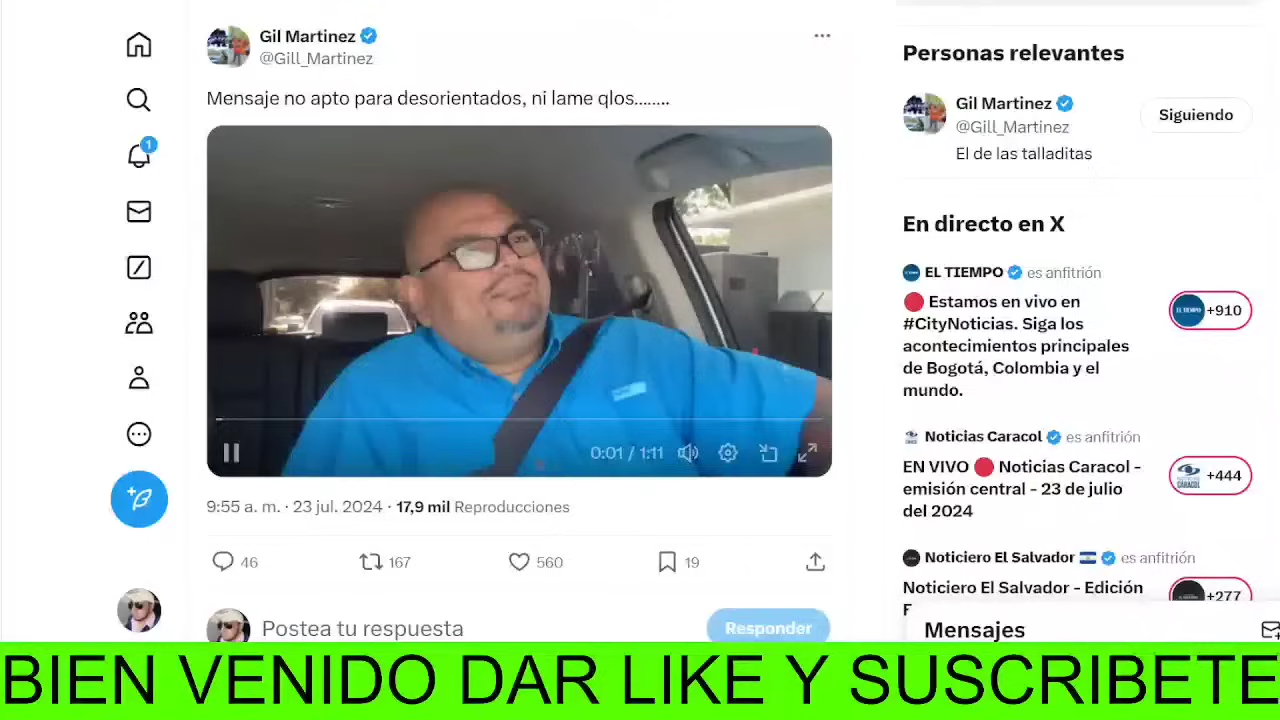 Gil Martinez
@Gill_Martinez
Mensaje no apto para desorientados, ni lame qlos........
0:01 / 1:11
9:55 a. m. · 23 jul. 2024 · 17,9 mil Reproducciones
46
167
560
19
Postea tu respuesta
Responder
1
Personas relevantes
Gil Martinez
@Gill_Martinez
Siguiendo
El de las talladitas
En directo en X
EL TIEMPO es anfitrión
Estamos en vivo en
#CityNoticias. Siga los
acontecimientos principales
de Bogotá, Colombia y el
mundo.
EL TIEMPO
+910
Noticias Caracol es anfitrión
EN VIVO Noticias Caracol -
emisión central - 23 de julio
del 2024
NOTICIAS
CARACOL
+444
Noticiero El Salvador es anfitrión
Noticiero El Salvador - Edición
+277
Mensajes
BIEN VENIDO DAR LIKE Y SUSCRIBETE